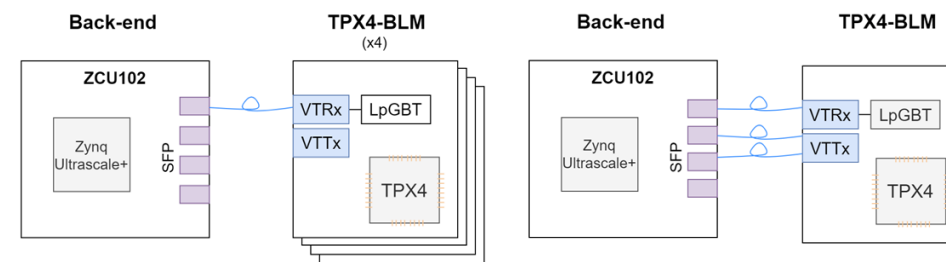 Back-end
TPX4-BLM
(x4)
ZCU102
Zynq
Ultrascale+
SFP
VTRx
LpGBT
VTTx
TPX4
Back-end
TPX4-BLM
ZCU102
Zynq
Ultrascale+
SFP
VTRx
LpGBT
VTTx
TPX4